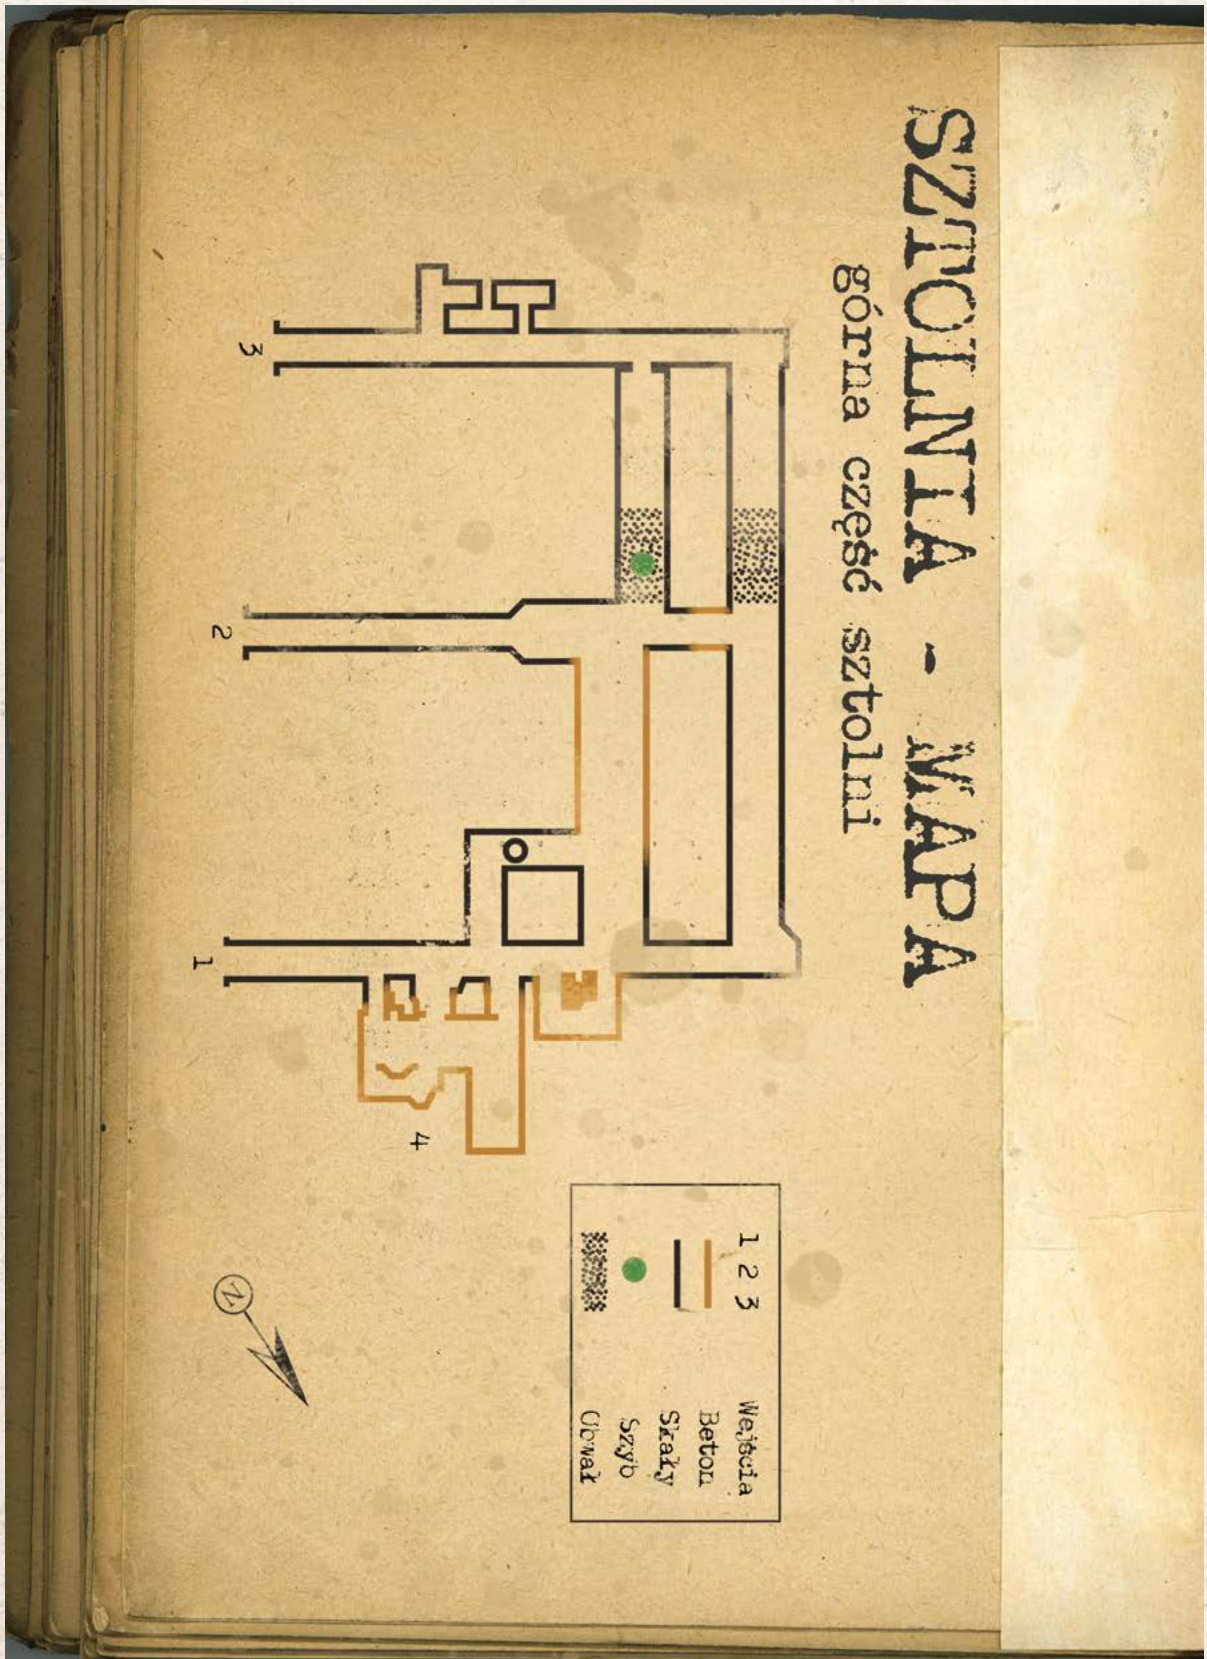 SZTOLNIA - MAPA
górna część sztolni
3
2
1
4
1 2 3 Wejścia
Beton
Skały
Szyb
Obwał
N